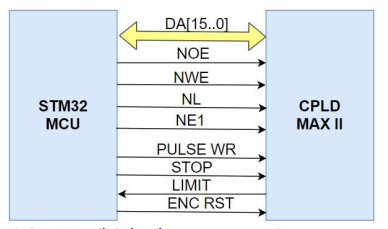 DA[15..0]
NOE
NWE
NL
NE1
PULSE WR
STOP
LIMIT
ENC RST
STM32
MCU
CPLD
MAX II